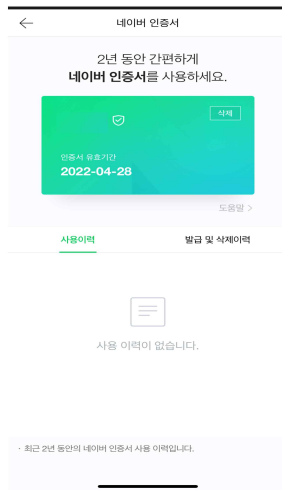 네이버 인증서
2년 동안 간편하게
네이버 인증서를 사용하세요.
삭제
인증서 유효기간
2022-04-28
도움말 >
사용이력
발급 및 삭제이력
사용 이력이 없습니다.
· 최근 2년 동안의 네이버 인증서 사용 이력입니다.